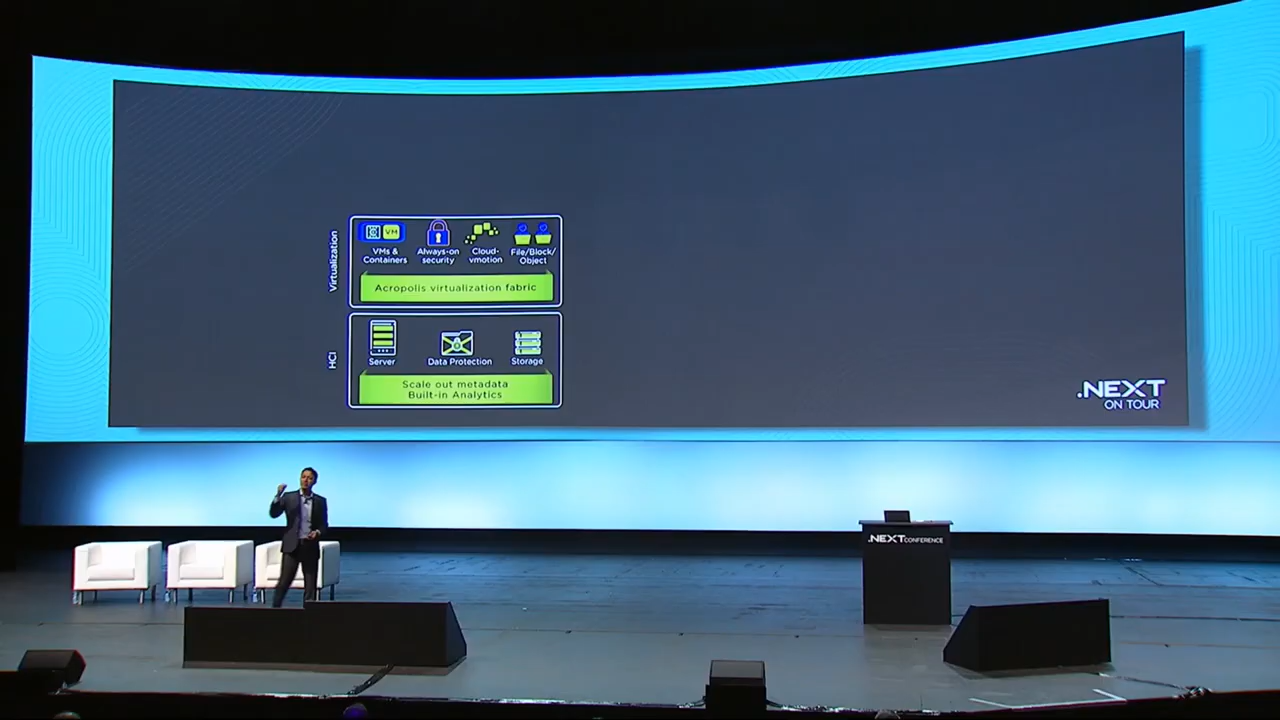 Virtualization
VM
VMs & Containers
Always-on security
Cloud-vmotion
File/Block/Object
Acropolis virtualization fabric
HCI
Server
Data Protection
Storage
Scale out metadata
Built-in Analytics
.NEXT
ON TOUR
.NEXT CONFERENCE